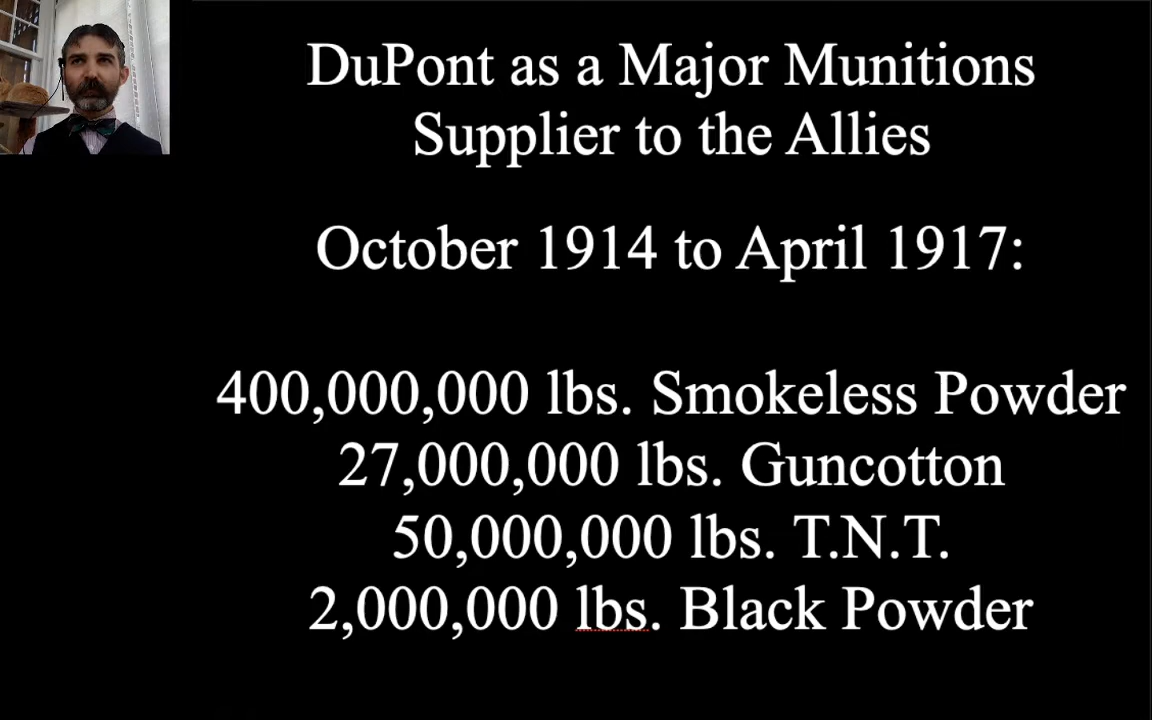 DuPont as a Major Munitions
Supplier to the Allies
October 1914 to April 1917:
400,000,000 lbs. Smokeless Powder
27,000,000 lbs. Guncotton
50,000,000 lbs. T.N.T.
2,000,000 lbs. Black Powder